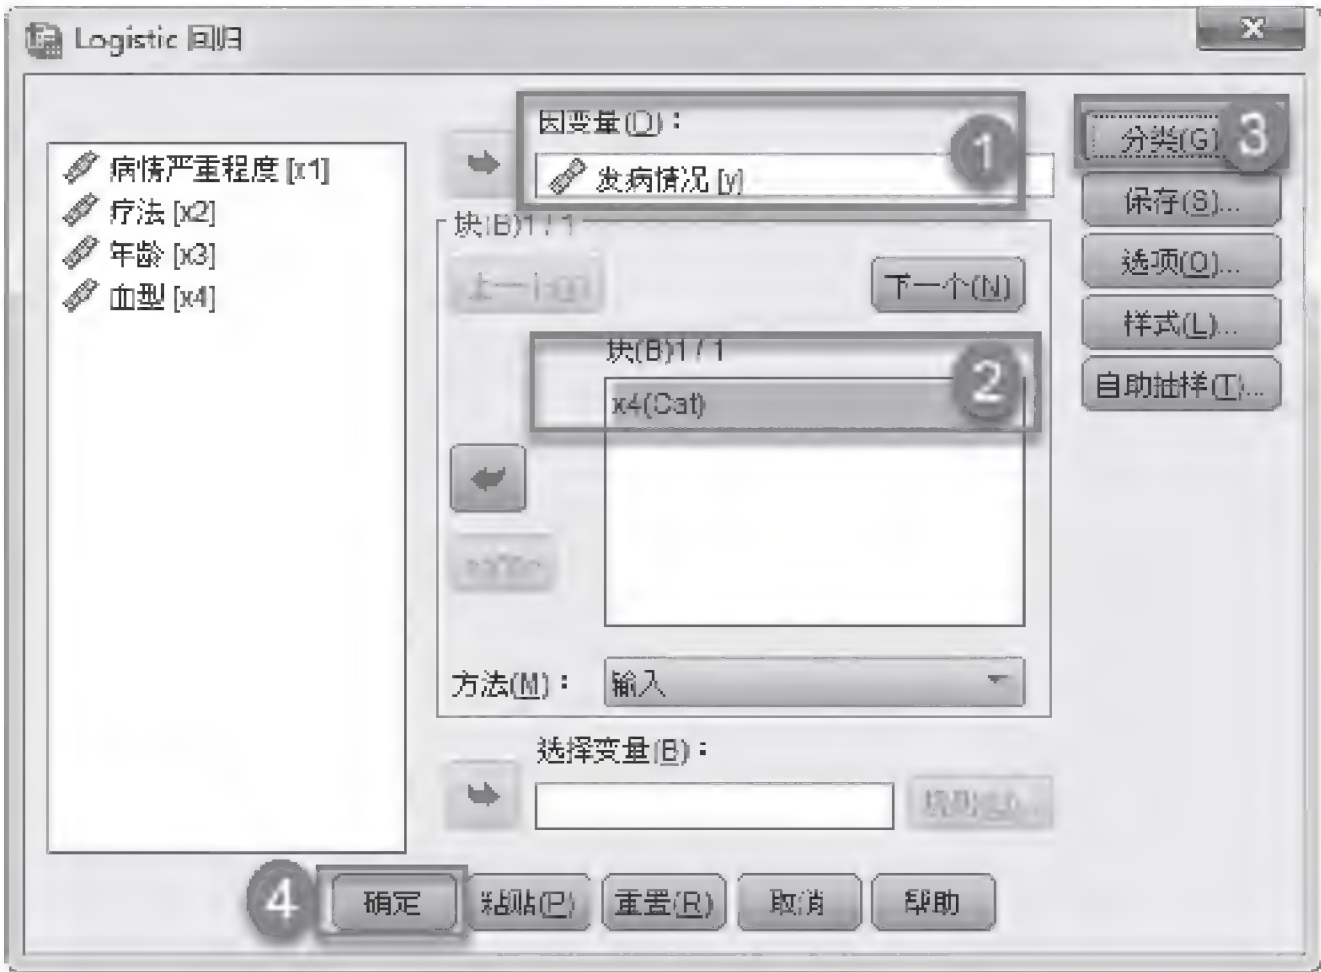 Logistic 回归
因变量(D)：
1
发病情况 [y]
病情严重程度 [x1]
疗法 [x2]
年龄 [x3]
血型 [x4]
块(B)1 / 1
下一个(N)
块(B)1 / 1
2
x4(Cat)
方法(M)：
输入
选择变量(B)：
分类(G)
3
保存(S)...
选项(O)...
样式(L)...
自助抽样(T)...
4
确定
粘贴(P)
重置(R)
取消
帮助